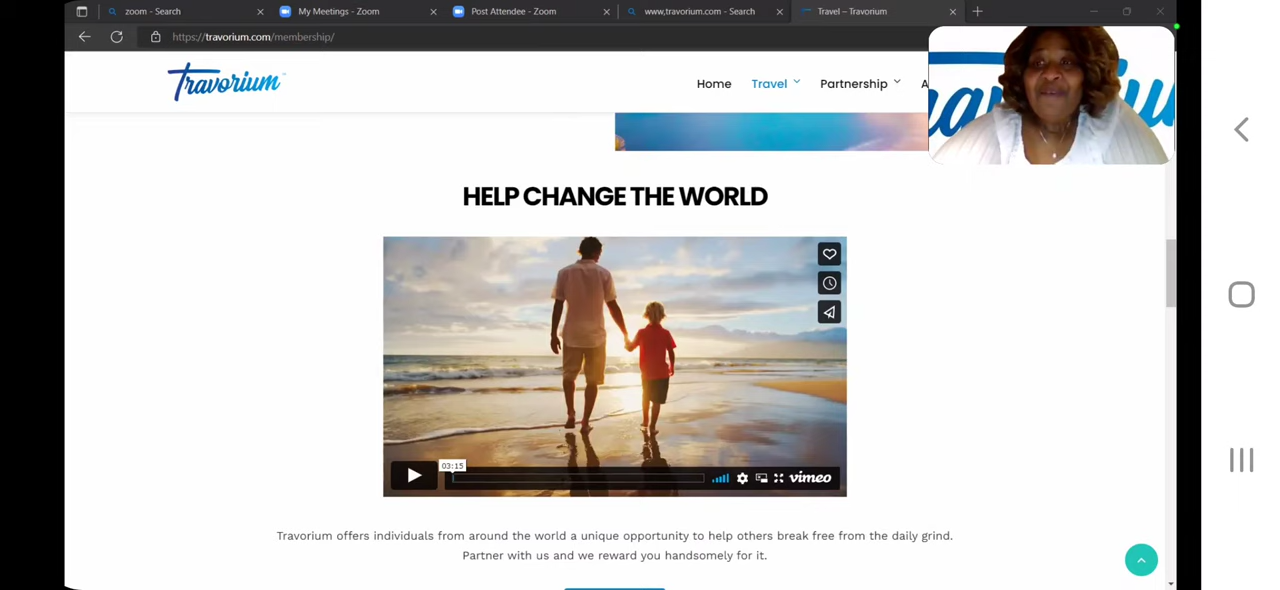 zoom - Search
My Meetings - Zoom
Post Attendee - Zoom
www,travorium.com - Search
Travel – Travorium
https://travorium.com/membership/
Travorium
Home
Travel
Partnership
A
HELP CHANGE THE WORLD
03:15
vimeo
Travorium offers individuals from around the world a unique opportunity to help others break free from the daily grind.
Partner with us and we reward you handsomely for it.